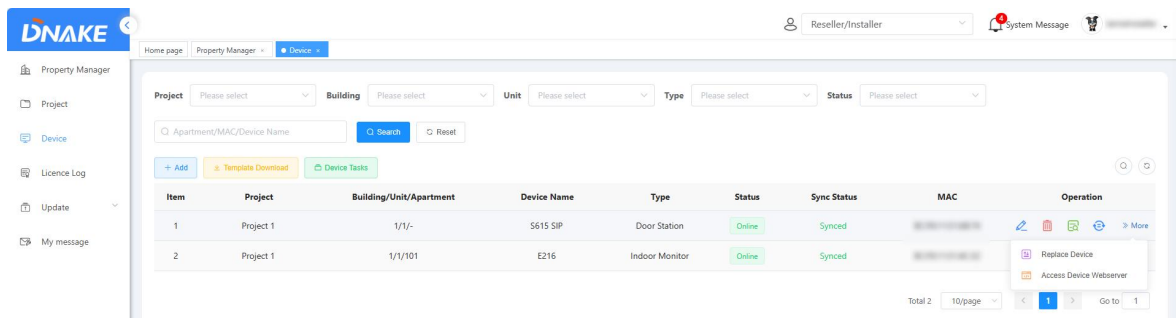 DNAKE
Reseller/Installer
4
System Message
Home page
Property Manager ×
Device ×
Property Manager
Project
Device
Licence Log
Update
My message
Project Please select Building Please select Unit Please select Type Please select Status Please select
Apartment/MAC/Device Name Search Reset
+ Add Template Download Device Tasks
Item Project Building/Unit/Apartment Device Name Type Status Sync Status MAC Operation
1 Project 1 1/1/- S615 SIP Door Station Online Synced » More
2 Project 1 1/1/101 E216 Indoor Monitor Online Synced
Replace Device
Access Device Webserver
Total 2 10/page < 1 > Go to 1